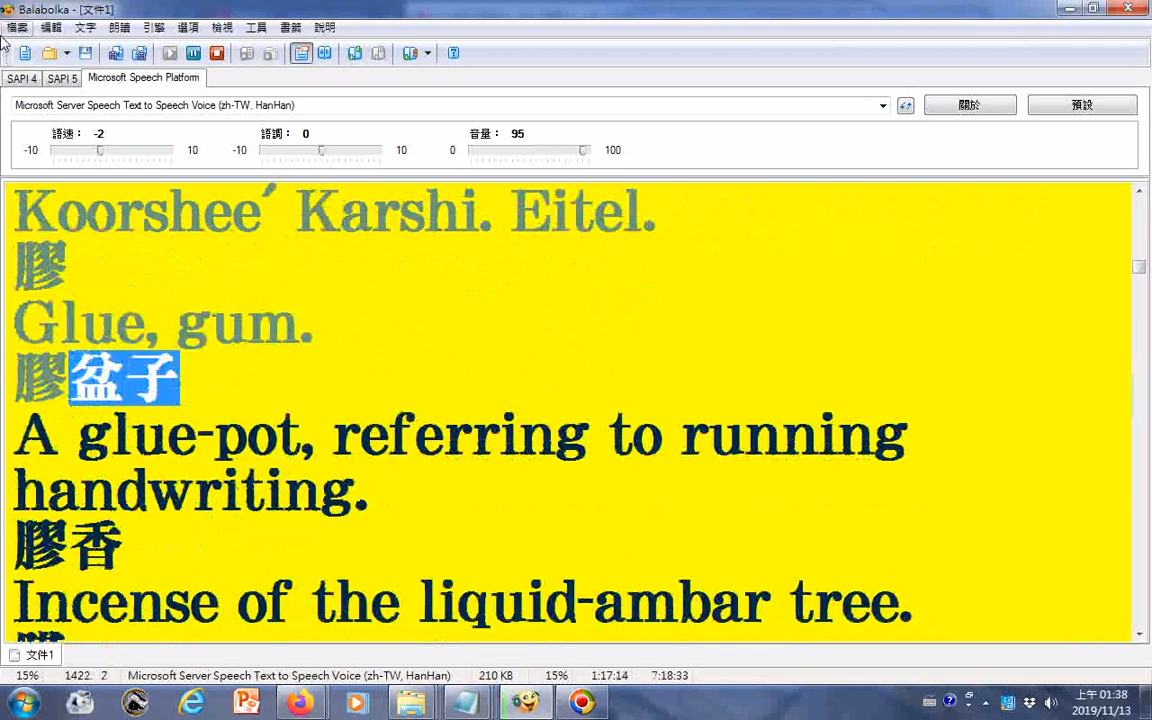 Balabolka - [文件1]
檔案 編輯 文字 朗讀 引擎 選項 檢視 工具 書籤 說明
SAPI 4 SAPI 5 Microsoft Speech Platform
Microsoft Server Speech Text to Speech Voice (zh-TW, HanHan) 關於 預設
語速： -2 語調： 0 音量： 95
-10 10 -10 10 0 100
Koorshee´ Karshi. Eitel.
膠
Glue, gum.
膠盆子
A glue-pot, referring to running
handwriting.
膠香
Incense of the liquid-ambar tree.
文件1
15% 1422: 2 Microsoft Server Speech Text to Speech Voice (zh-TW, HanHan) 210 KB 15% 1:17:14 7:18:33
上午 01:38
2019/11/13